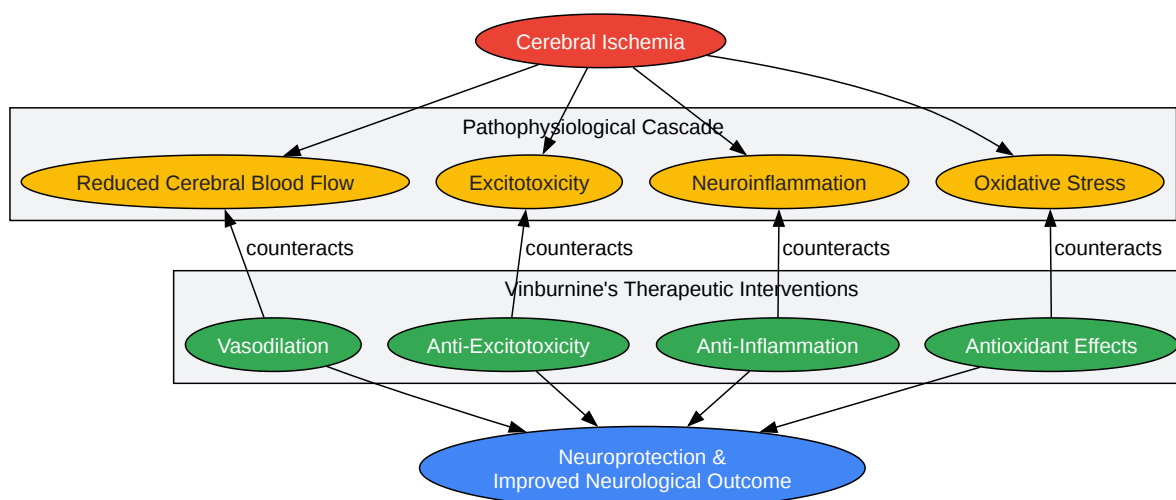 Cerebral Ischemia
Pathophysiological Cascade
Reduced Cerebral Blood Flow
Excitotoxicity
Neuroinflammation
Oxidative Stress
counteracts
counteracts
counteracts
counteracts
Vinburnine's Therapeutic Interventions
Vasodilation
Anti-Excitotoxicity
Anti-Inflammation
Antioxidant Effects
Neuroprotection &
Improved Neurological Outcome